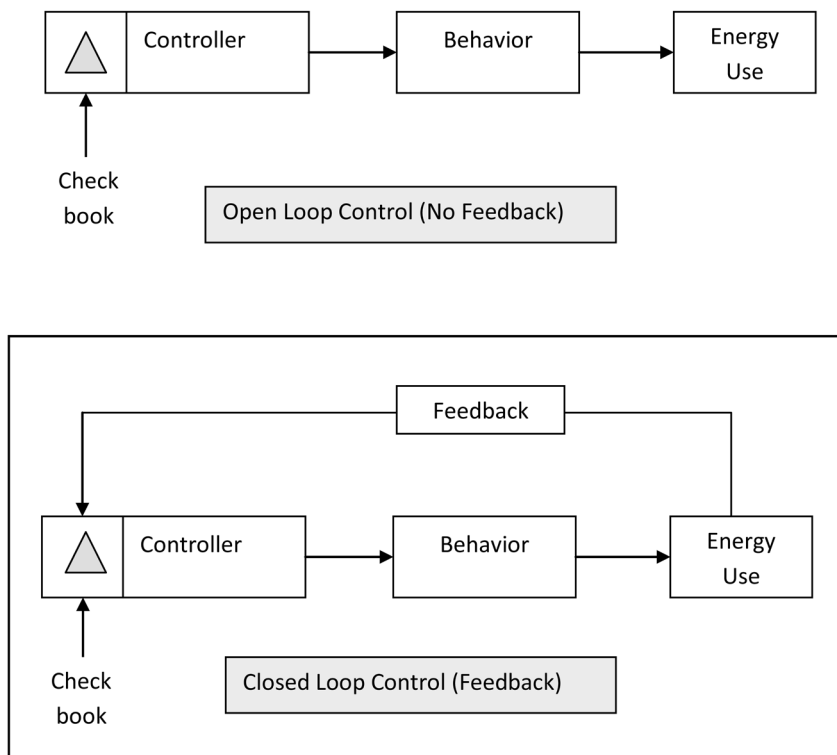 Controller
Behavior
Energy
Use
Check
book
Open Loop Control (No Feedback)
Feedback
Controller
Behavior
Energy
Use
Check
book
Closed Loop Control (Feedback)